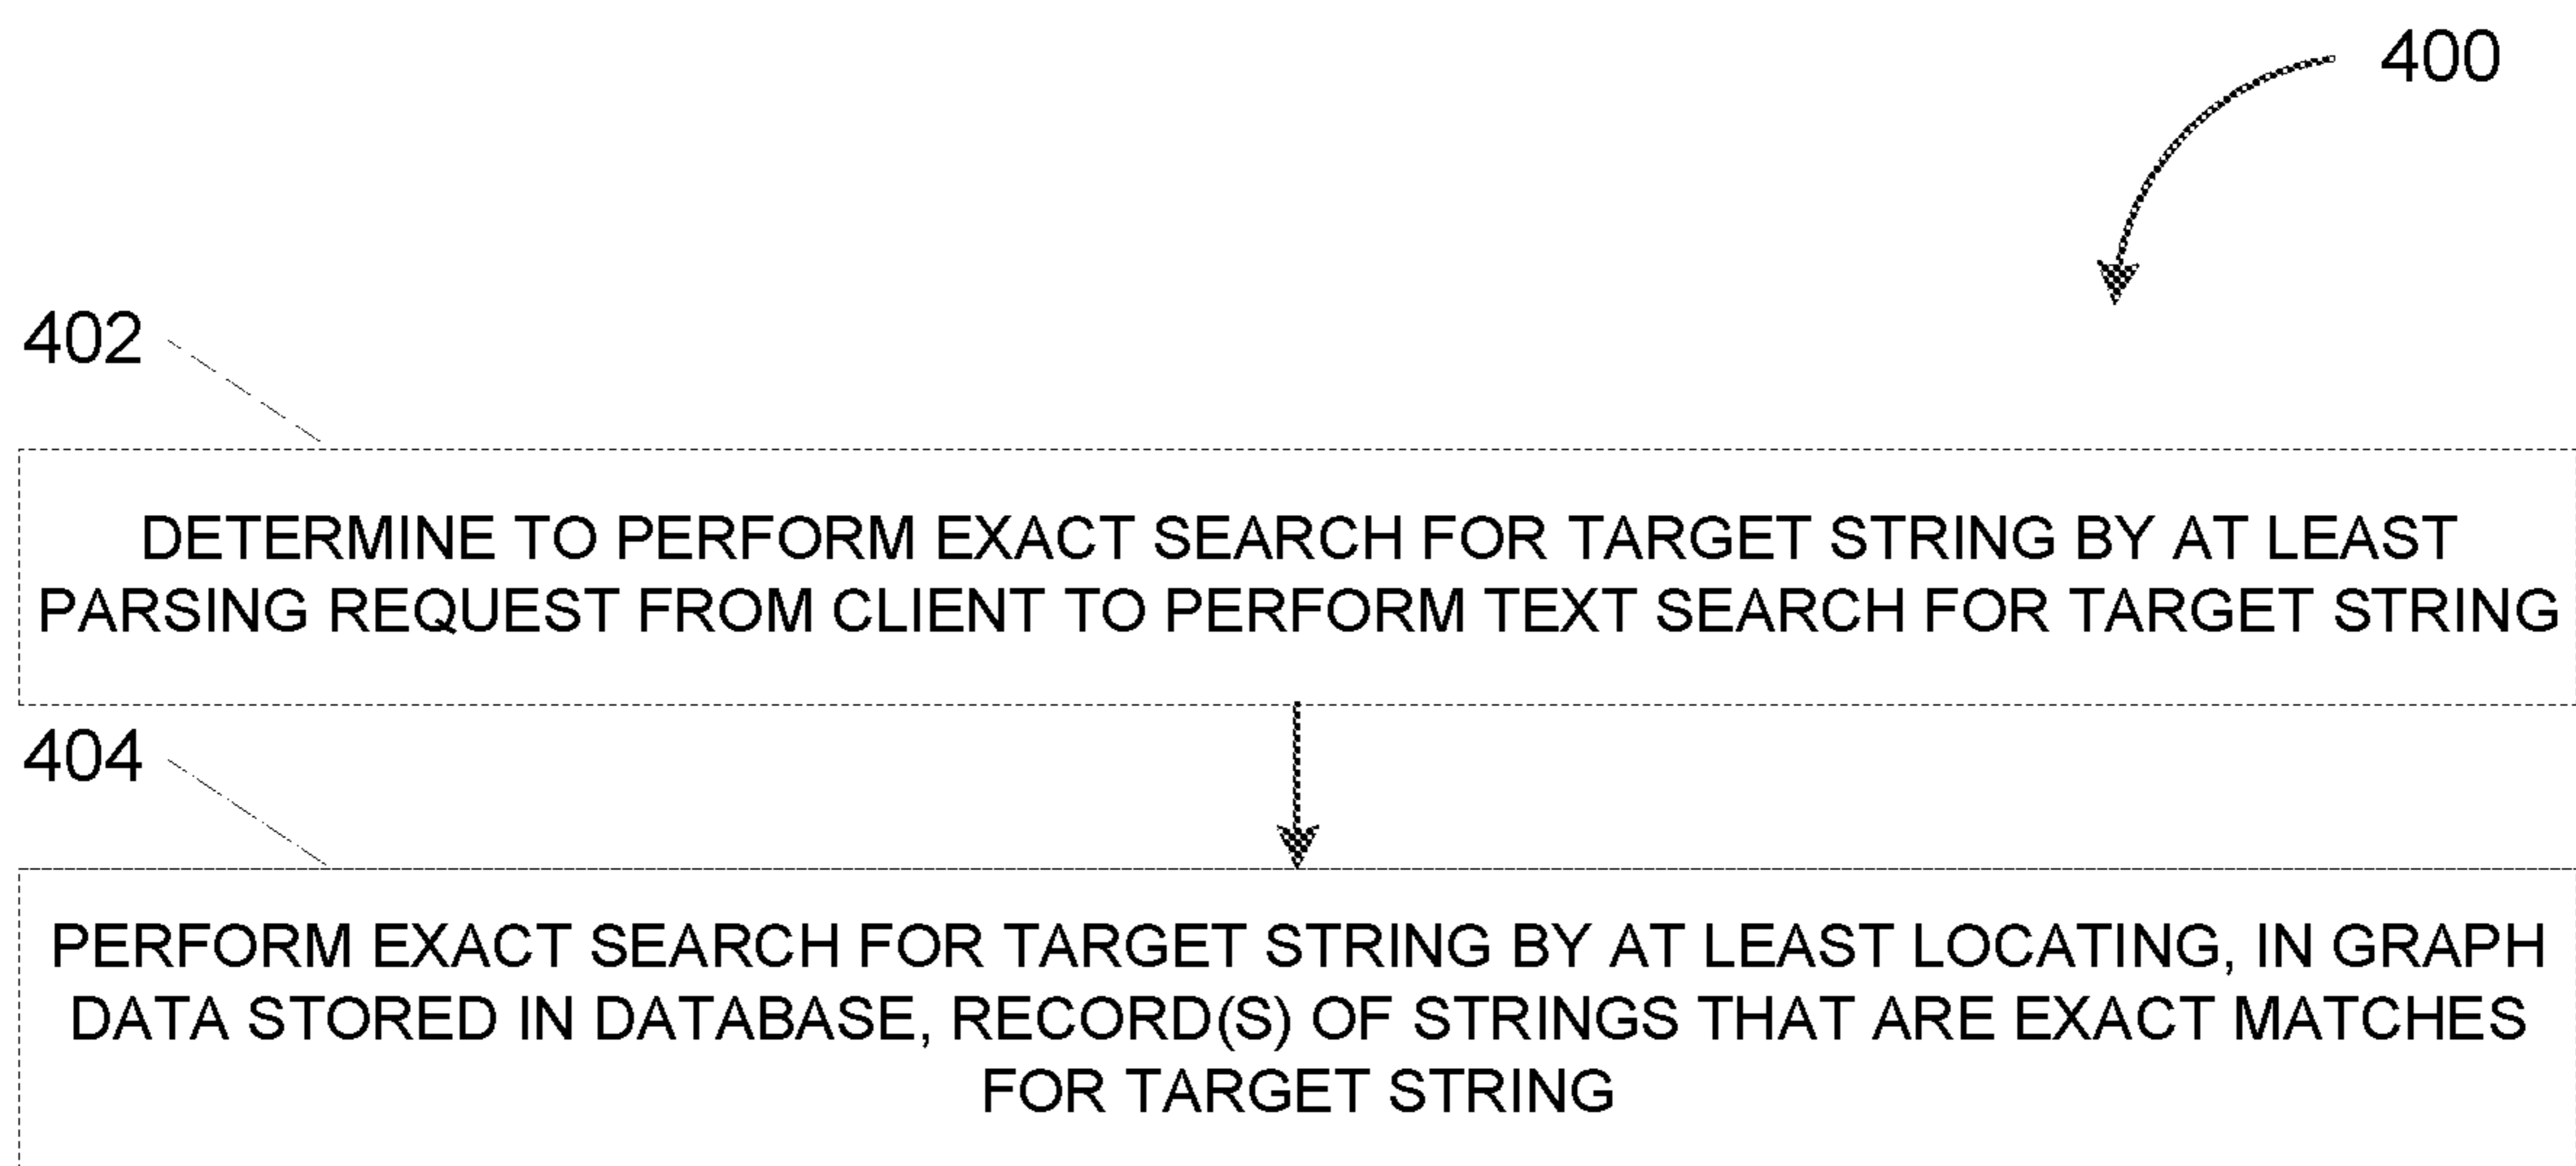 400
402
DETERMINE TO PERFORM EXACT SEARCH FOR TARGET STRING BY AT LEAST
PARSING REQUEST FROM CLIENT TO PERFORM TEXT SEARCH FOR TARGET STRING
404
PERFORM EXACT SEARCH FOR TARGET STRING BY AT LEAST LOCATING, IN GRAPH
DATA STORED IN DATABASE, RECORD(S) OF STRINGS THAT ARE EXACT MATCHES
FOR TARGET STRING